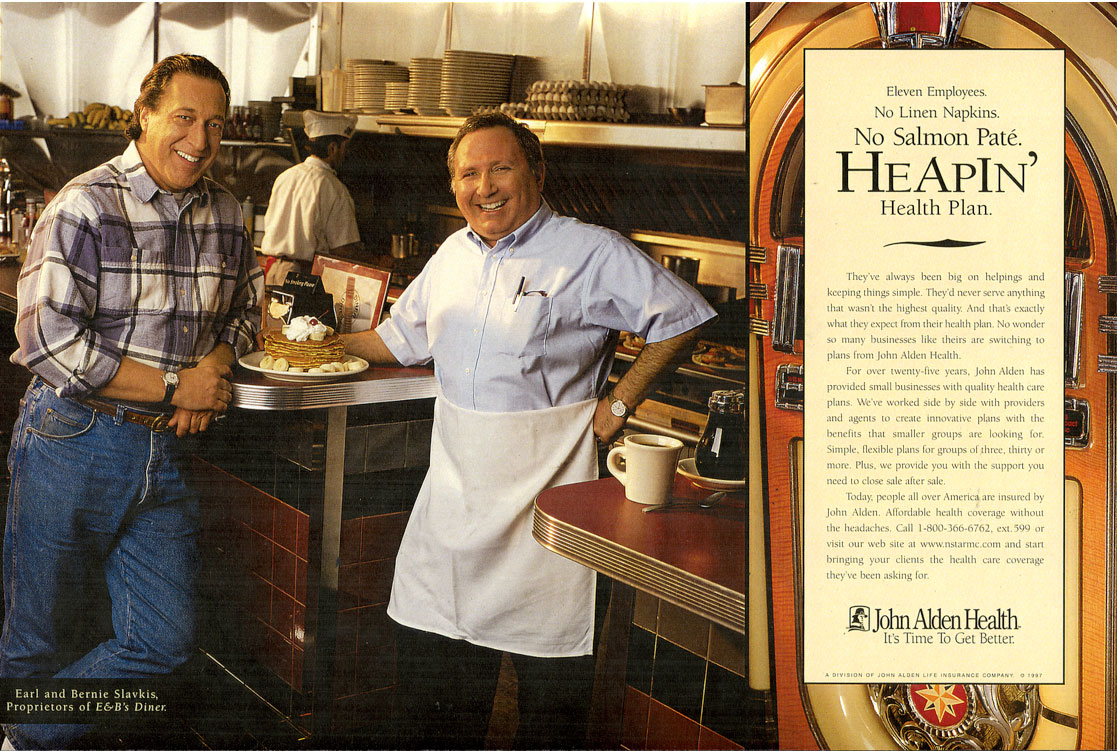 Eleven Employees.
No Linen Napkins.
No Salmon Paté.
HEAPIN'
Health Plan.
They've always been big on helpings and
keeping things simple. They'd never serve anything
that wasn't the highest quality. And that's exactly
what they expect from their health plan. No wonder
so many businesses like theirs are switching to
plans from John Alden Health.
For over twenty-five years, John Alden has
provided small businesses with quality health care
plans. We've worked side by side with providers
and agents to create innovative plans with the
benefits that smaller groups are looking for.
Simple, flexible plans for groups of three, thirty or
more. Plus, we provide you with the support you
need to close sale after sale.
Today, people all over America are insured by
John Alden. Affordable health coverage without
the headaches. Call 1-800-366-6762, ext.599 or
visit our web site at www.nstarmc.com and start
bringing your clients the health care coverage
they've been asking for.
John Alden Health.
It's Time To Get Better.
A DIVISION OF JOHN ALDEN LIFE INSURANCE COMPANY © 1997
Earl and Bernie Slavkis,
Proprietors of E&B's Diner.